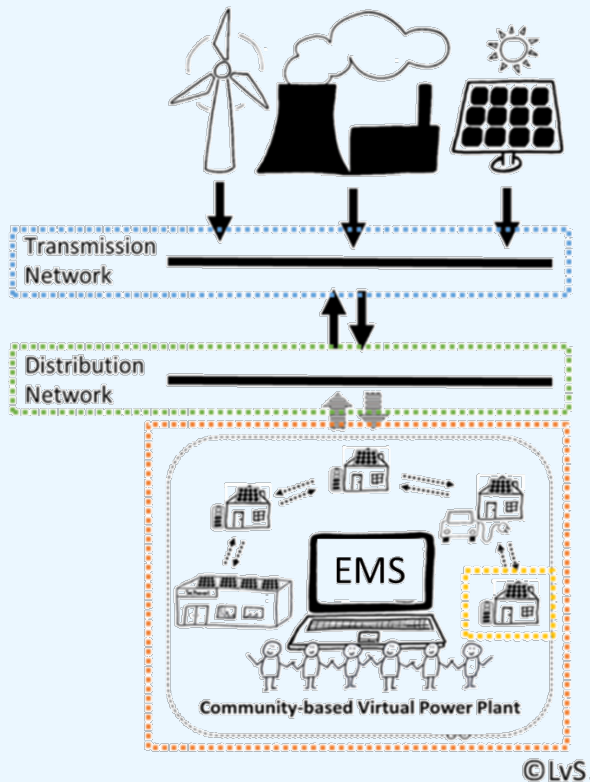 Transmission
Network
Distribution
Network
EMS
Community-based Virtual Power Plant
©LvS